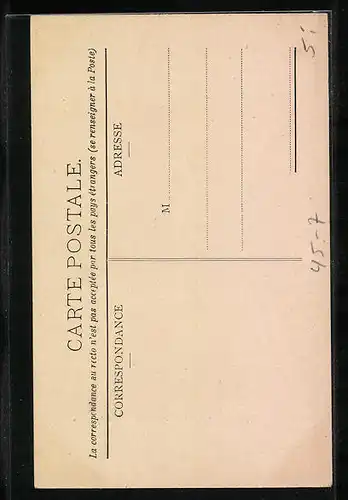 CARTE POSTALE.
La correspondance au recto n'est pas acceptée par tous les pays étrangers (se renseigner à la Poste)
CORRESPONDANCE
ADRESSE
M
45.-7